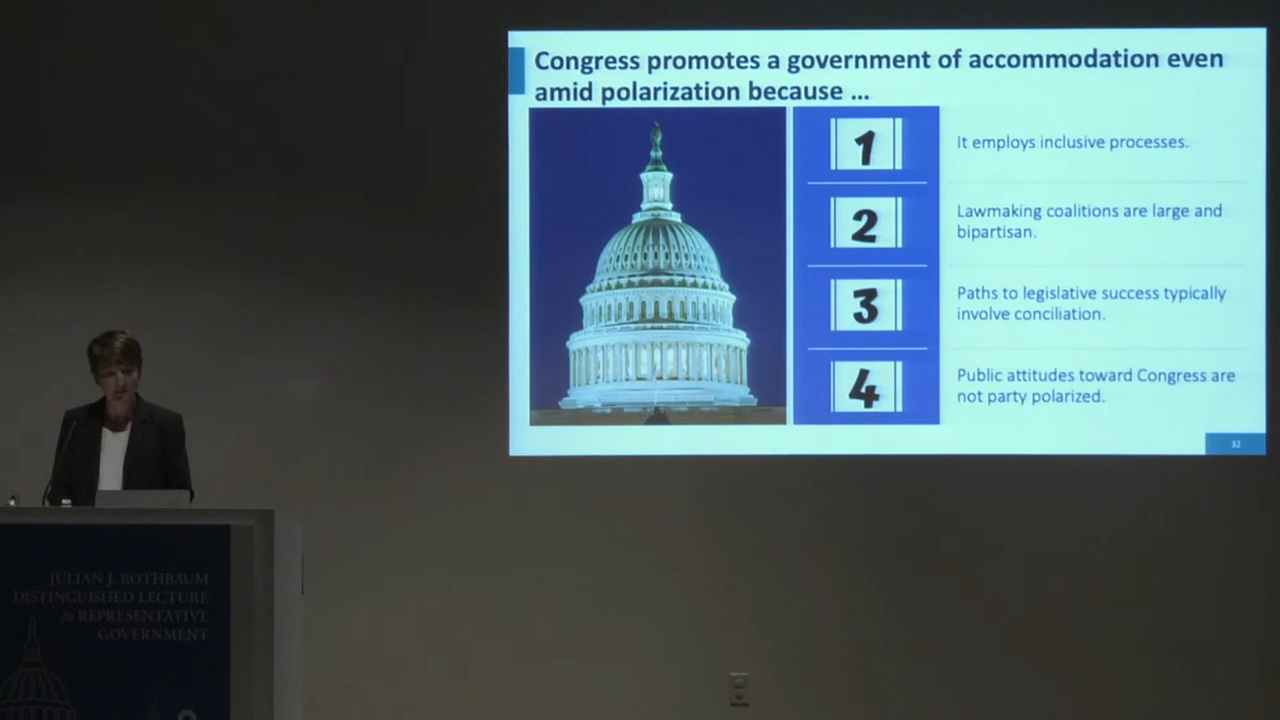 Congress promotes a government of accommodation even
amid polarization because ...
1
It employs inclusive processes.
2
Lawmaking coalitions are large and
bipartisan.
3
Paths to legislative success typically
involve conciliation.
4
Public attitudes toward Congress are
not party polarized.
32
JULIAN J. ROTHBAUM
DISTINGUISHED LECTURE
in REPRESENTATIVE
GOVERNMENT